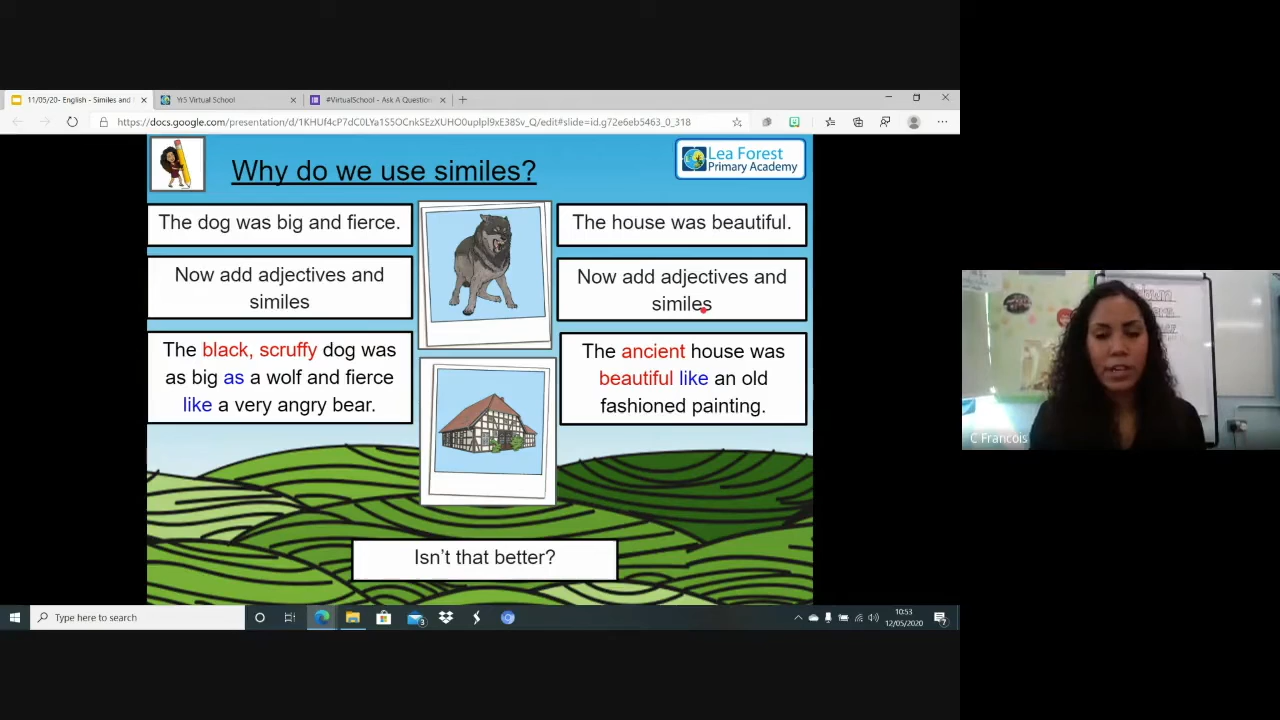 11/05/20- English - Similes and
Yr5 Virtual School
#VirtualSchool - Ask A Question
https://docs.google.com/presentation/d/1KHUf4cP7dC0LYa1S5OCnkSEzXUHO0uplpl9xE38Sv_Q/edit#slide=id.g72e6eb5463_0_318
Why do we use similes?
Lea Forest
Primary Academy
The dog was big and fierce.
Now add adjectives and
similes
The black, scruffy dog was
as big as a wolf and fierce
like a very angry bear.
The house was beautiful.
Now add adjectives and
similes
The ancient house was
beautiful like an old
fashioned painting.
Isn't that better?
C Francois
Type here to search
3
10:53
12/05/2020
7